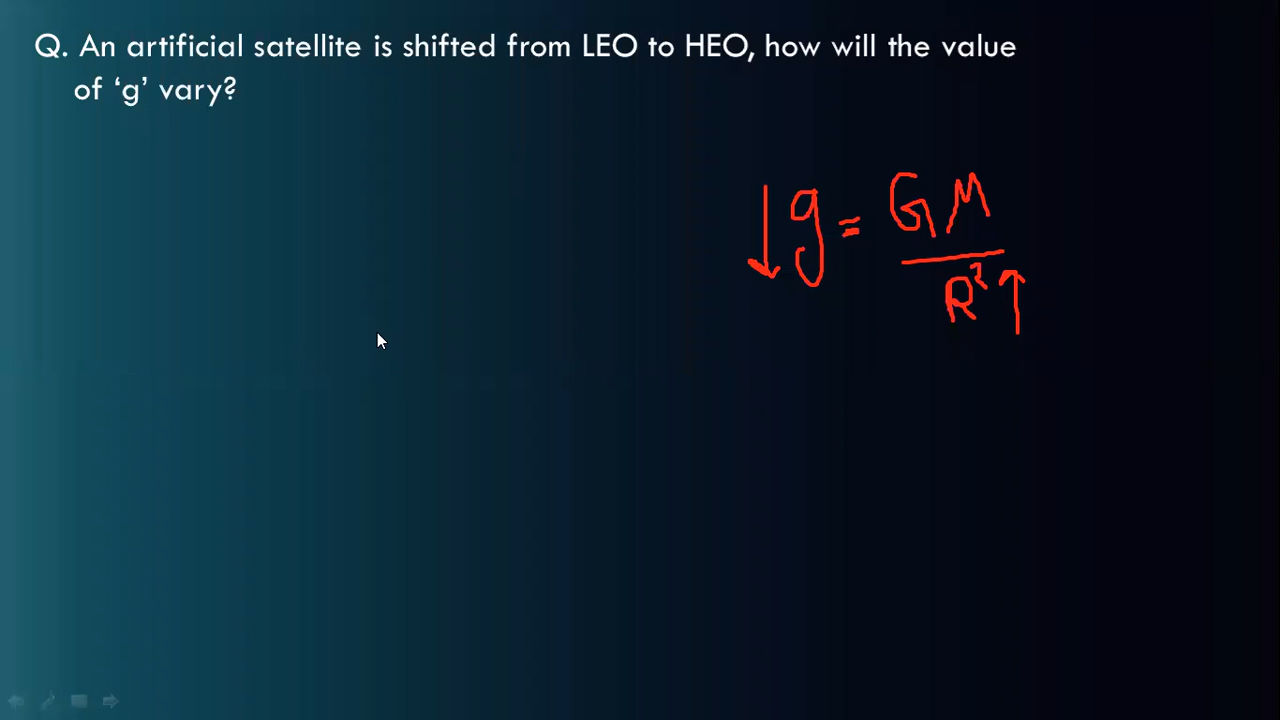 Q. An artificial satellite is shifted from LEO to HEO, how will the value
of ‘g’ vary?
↓ g = GM
R² ↑